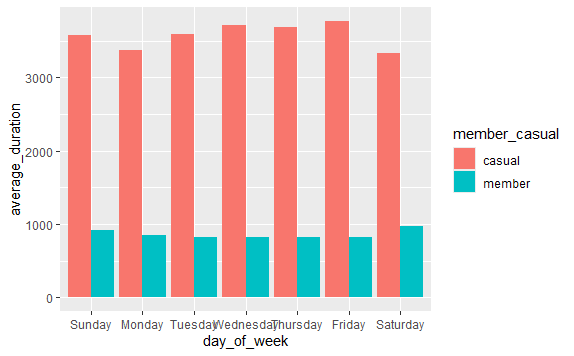 average_duration
3000
2000
1000
0
Sunday Monday Tuesday Wednesday Thursday Friday Saturday
day_of_week
member_casual
casual
member